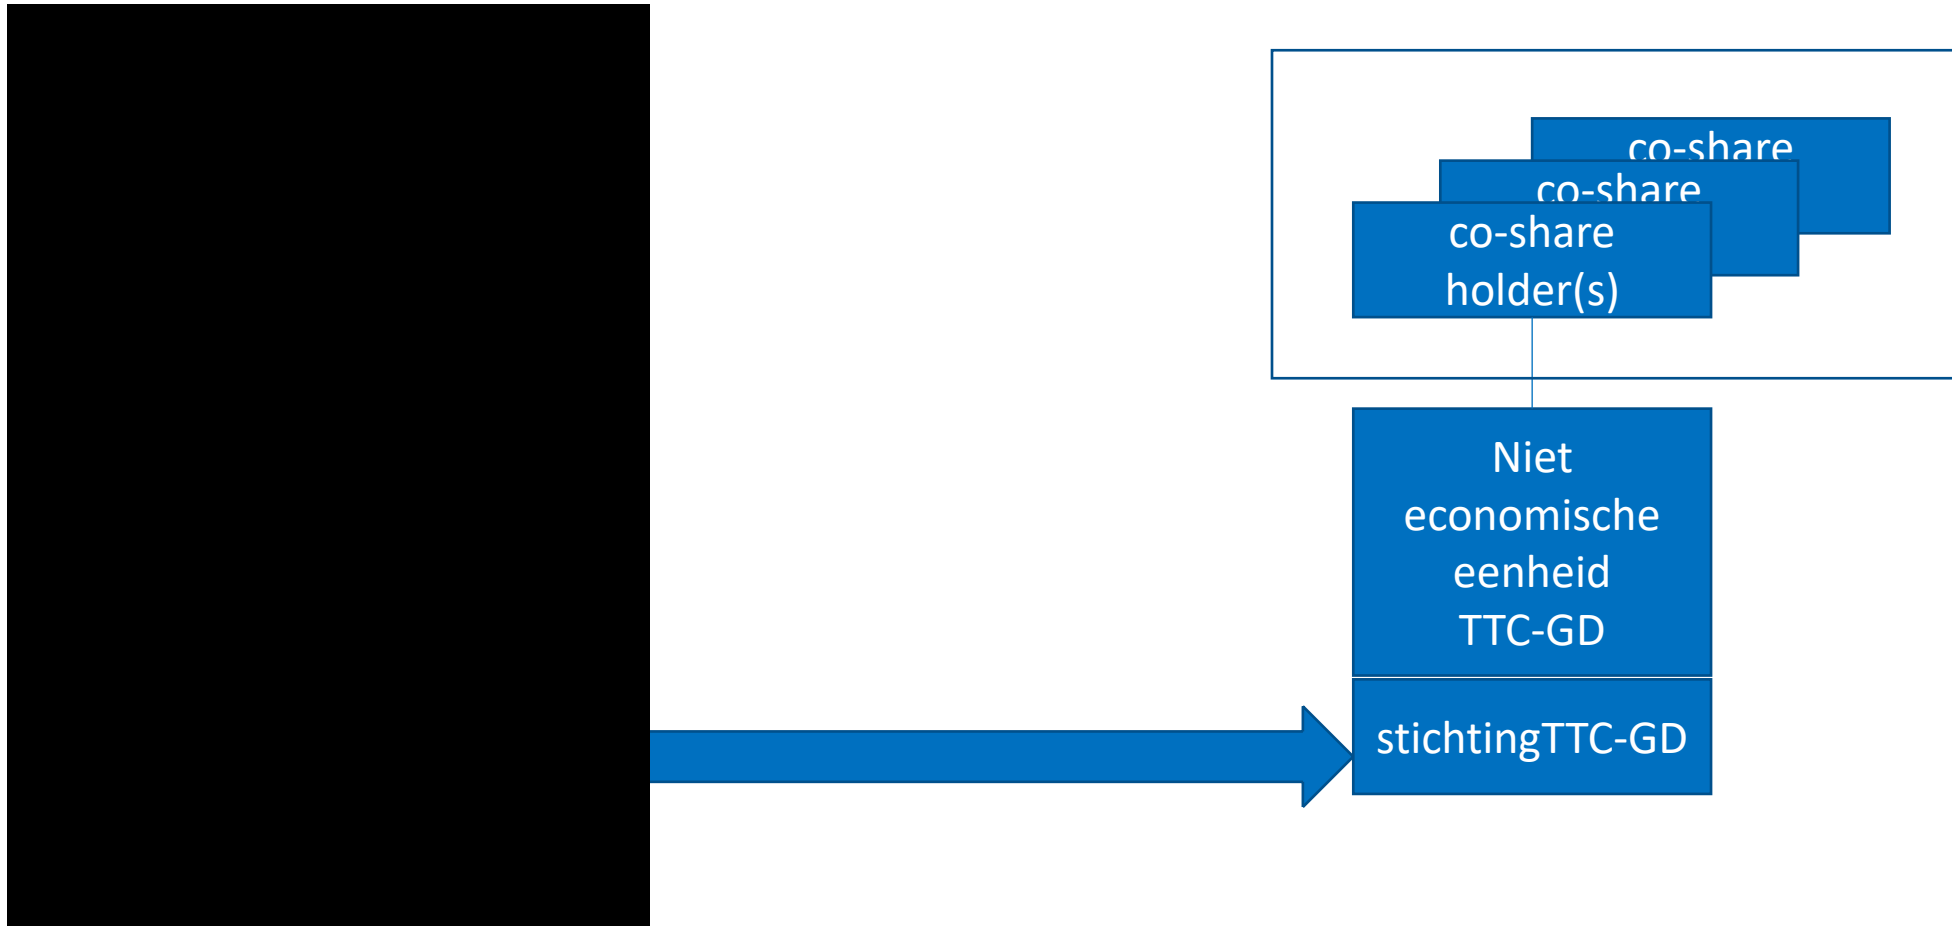 co-share
co-share
co-share
holder(s)
Niet
economische
eenheid
TTC-GD
stichtingTTC-GD